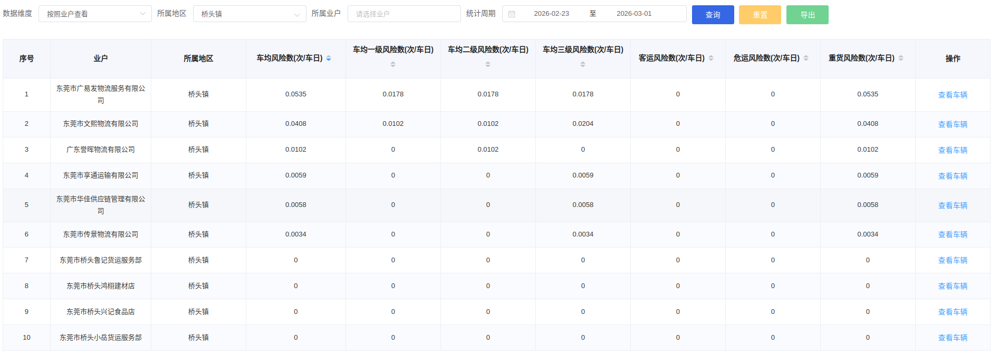 数据维度 按照业户查看 所属地区 桥头镇 所属业户 请选择业户 统计周期 2026-02-23 至 2026-03-01 查询 重置 导出
序号 业户 所属地区 车均风险数(次/车日) 车均一级风险数(次/车日) 车均二级风险数(次/车日) 车均三级风险数(次/车日) 客运风险数(次/车日) 危运风险数(次/车日) 重货风险数(次/车日) 操作
1 东莞市广易发物流服务有限公司 桥头镇 0.0535 0.0178 0.0178 0.0178 0 0 0.0535 查看车辆
2 东莞市文熙物流有限公司 桥头镇 0.0408 0.0102 0.0102 0.0204 0 0 0.0408 查看车辆
3 广东誉晖物流有限公司 桥头镇 0.0102 0 0.0102 0 0 0 0.0102 查看车辆
4 东莞市享通运输有限公司 桥头镇 0.0059 0 0 0.0059 0 0 0.0059 查看车辆
5 东莞市华佳供应链管理有限公司 桥头镇 0.0058 0 0 0.0058 0 0 0.0058 查看车辆
6 东莞市传景物流有限公司 桥头镇 0.0034 0 0 0.0034 0 0 0.0034 查看车辆
7 东莞市桥头鲁记货运服务部 桥头镇 0 0 0 0 0 0 0 查看车辆
8 东莞市桥头鸿栩建材店 桥头镇 0 0 0 0 0 0 0 查看车辆
9 东莞市桥头兴记食品店 桥头镇 0 0 0 0 0 0 0 查看车辆
10 东莞市桥头小岳货运服务部 桥头镇 0 0 0 0 0 0 0 查看车辆